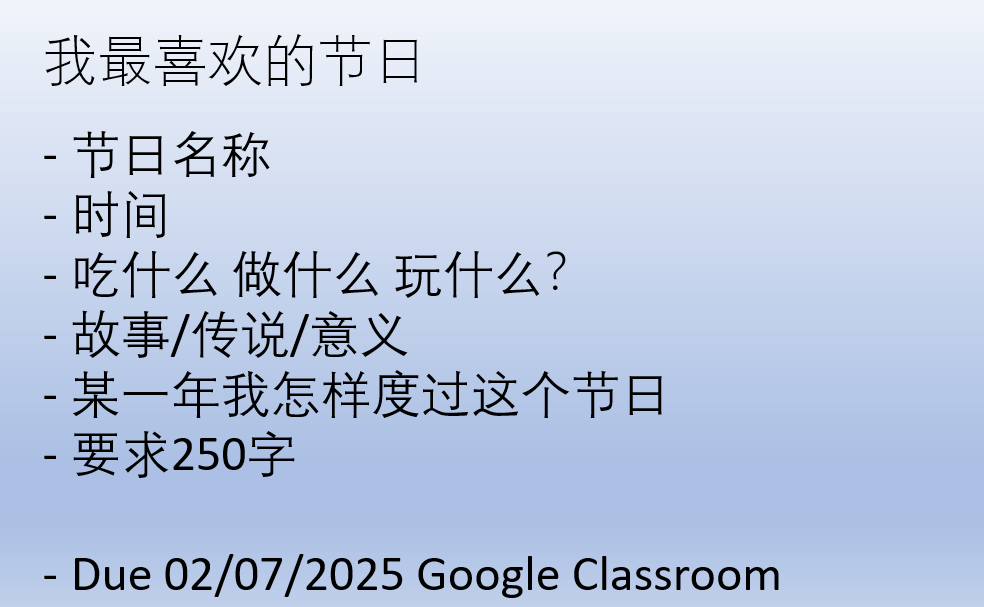 我最喜欢的节日
- 节日名称
- 时间
- 吃什么 做什么 玩什么？
- 故事/传说/意义
- 某一年我怎样度过这个节日
- 要求250字
- Due 02/07/2025 Google Classroom